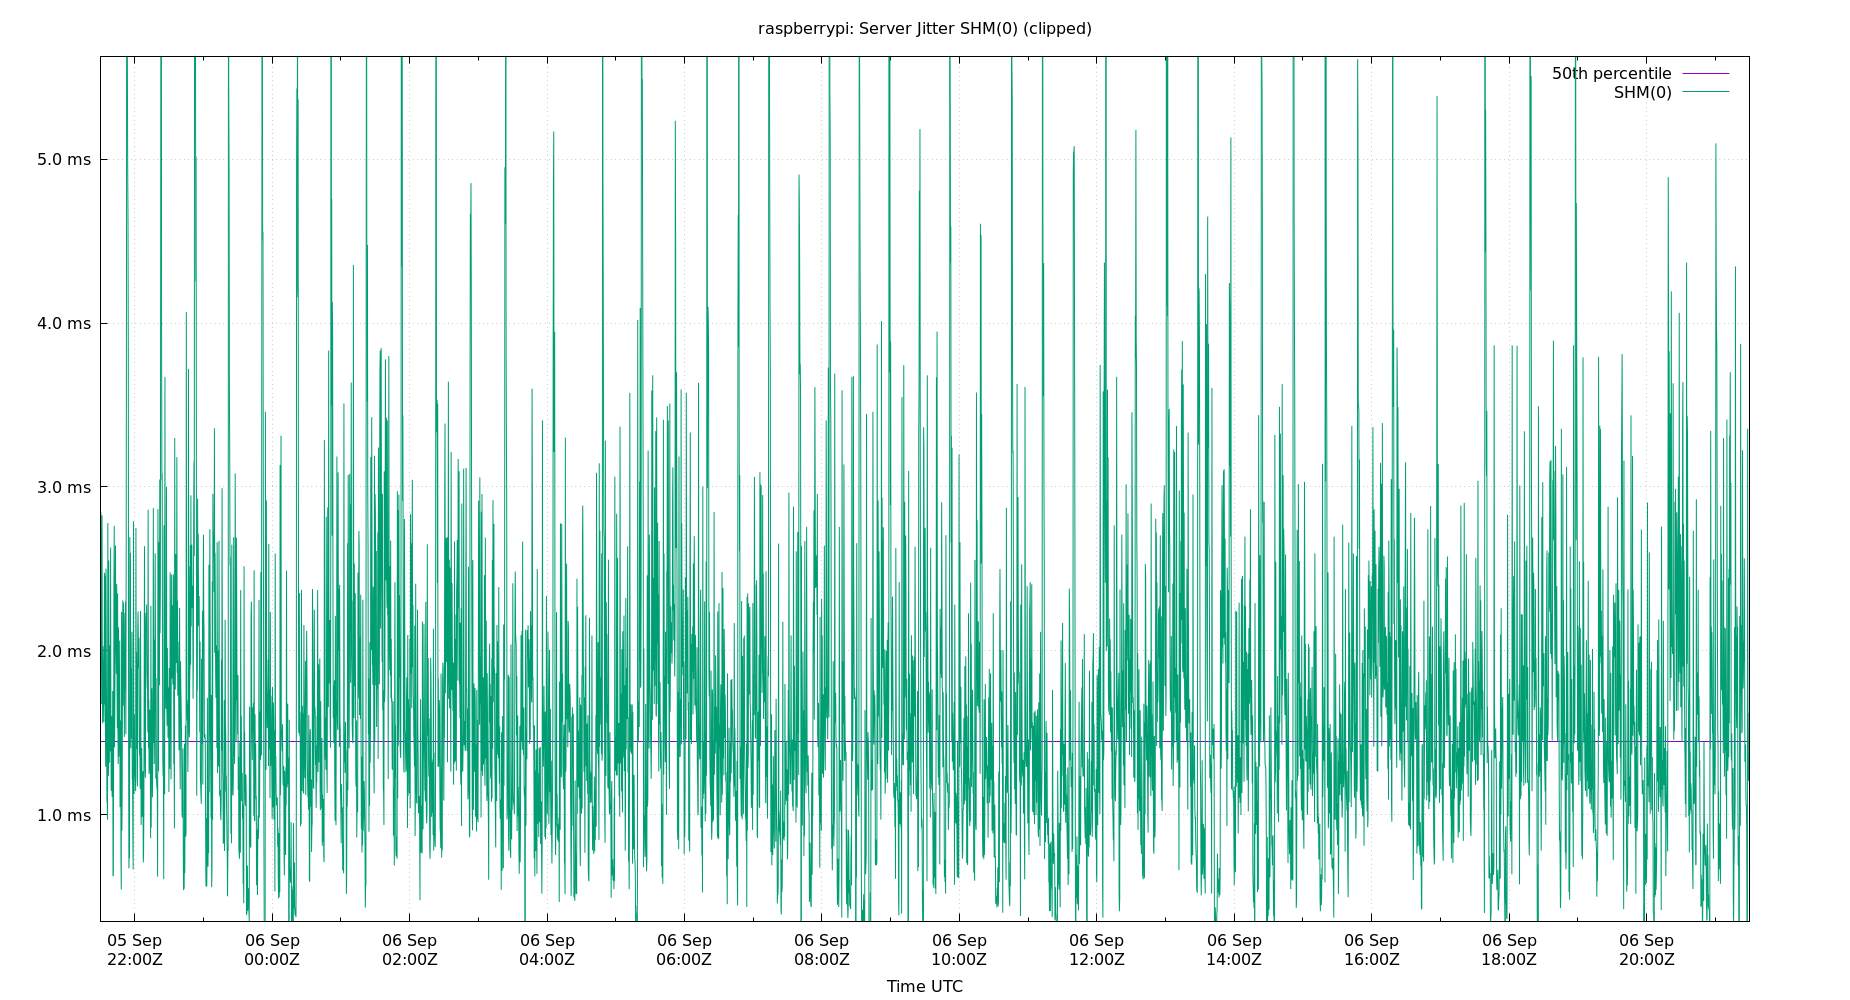 raspberrypi: Server Jitter SHM(0) (clipped)
50th percentile
SHM(0)
5.0 ms
4.0 ms
3.0 ms
2.0 ms
1.0 ms
05 Sep 06 Sep 06 Sep 06 Sep 06 Sep 06 Sep 06 Sep 06 Sep 06 Sep 06 Sep 06 Sep 06 Sep
22:00Z 00:00Z 02:00Z 04:00Z 06:00Z 08:00Z 10:00Z 12:00Z 14:00Z 16:00Z 18:00Z 20:00Z
Time UTC